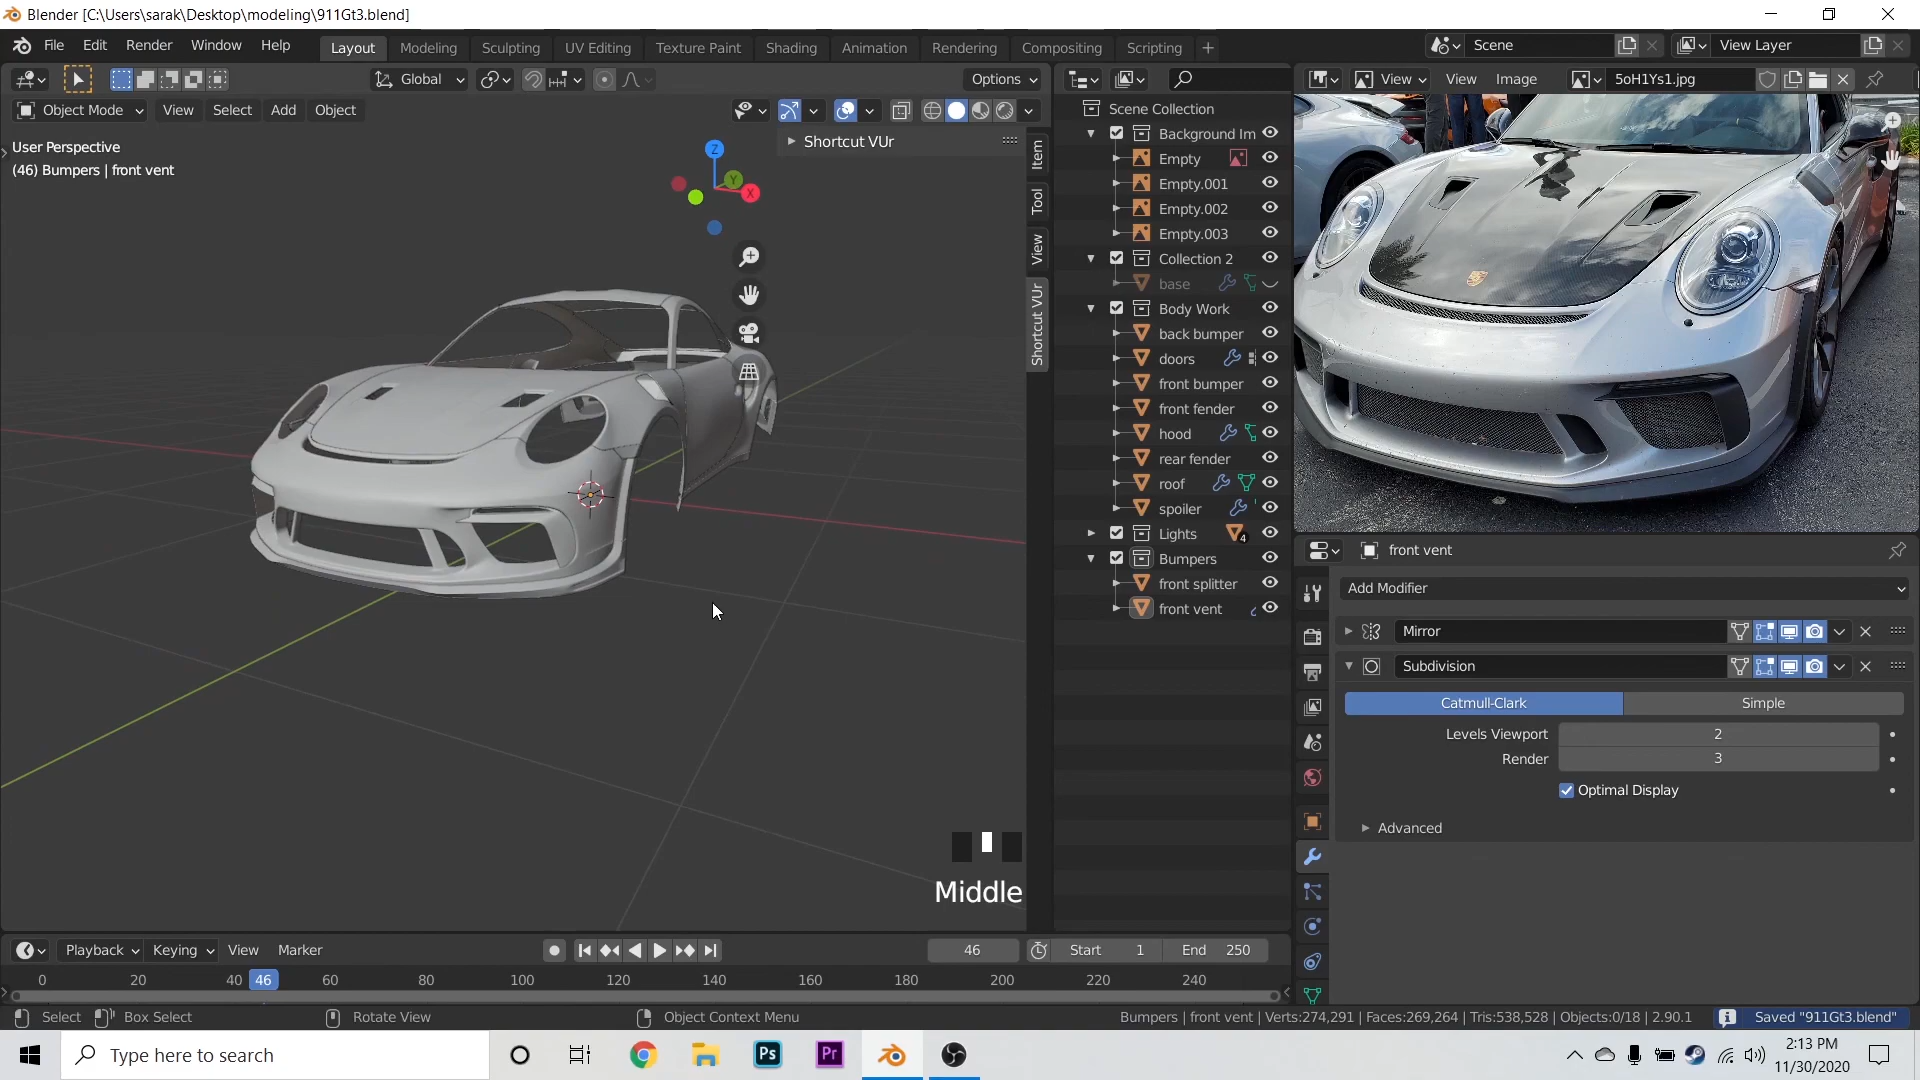 Blender [C:\Users\sarak\Desktop\modeling\911Gt3.blend]
File Edit Render Window Help Layout Modeling Sculpting UV Editing Texture Paint Shading Animation Rendering Compositing Scripting + Scene View Layer
Global Options View View Image 5oH1Ys1.jpg
Object Mode View Select Add Object
User Perspective
(46) Bumpers | front vent
Shortcut VUr
Z
Y
X
Item
Tool
View
Shortcut VUr
Scene Collection
Background Im
Empty
Empty.001
Empty.002
Empty.003
Collection 2
base
Body Work
back bumper
doors
front bumper
front fender
hood
rear fender
roof
spoiler
Lights 4
Bumpers
front splitter
front vent
front vent
Add Modifier
Mirror
Subdivision
Catmull-Clark Simple
Levels Viewport 2
Render 3
Optimal Display
Advanced
Middle
Playback Keying View Marker 46 Start 1 End 250
0 20 40 46 60 80 100 120 140 160 180 200 220 240
Select Box Select Rotate View Object Context Menu Bumpers | front vent | Verts:274,291 | Faces:269,264 | Tris:538,528 | Objects:0/18 | 2.90.1 Saved "911Gt3.blend"
Type here to search Ps Pr 2:13 PM
11/30/2020